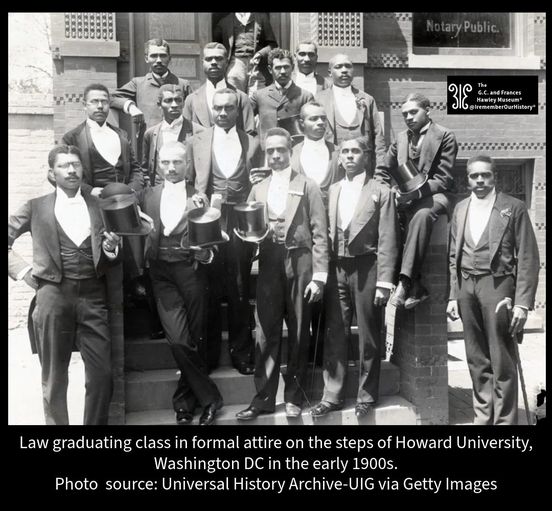 Notary Public.
The
G.C. and Frances
Hawley Museum®
@IrememberOurHistory®
Law graduating class in formal attire on the steps of Howard University,
Washington DC in the early 1900s.
Photo source: Universal History Archive-UIG via Getty Images